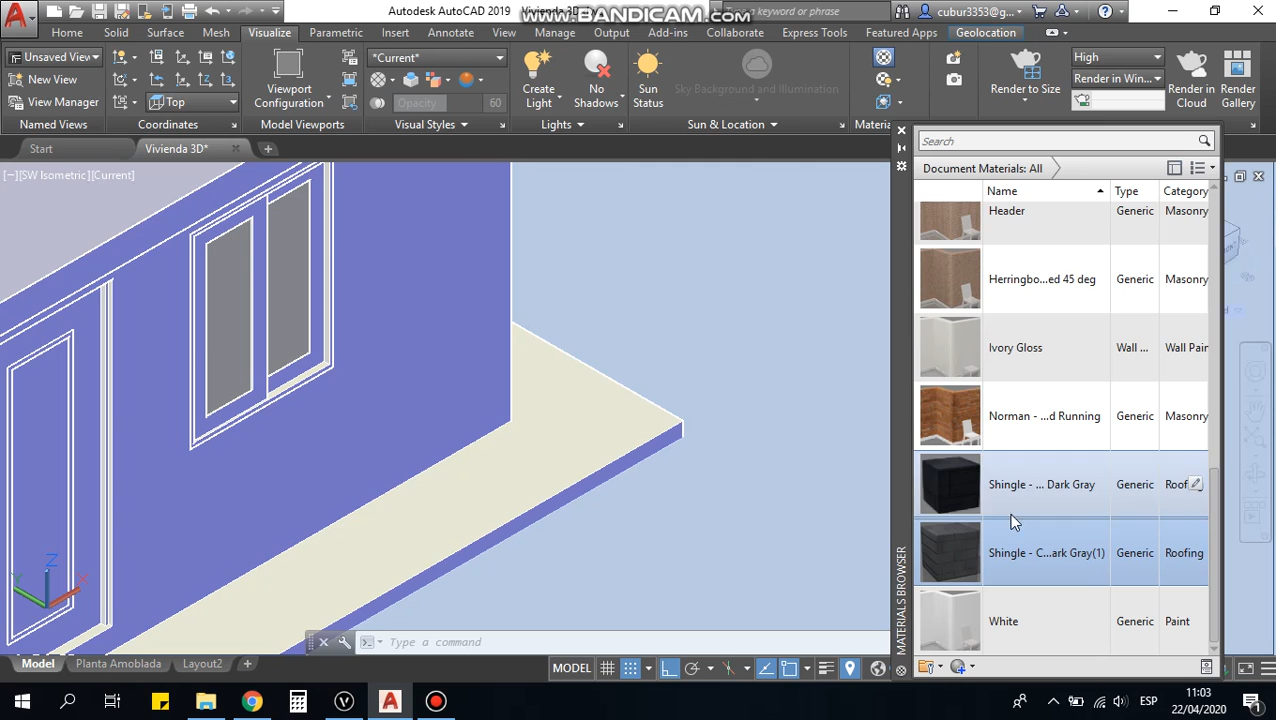 Autodesk AutoCAD 2019 Vivienda 3D
www.BANDICAM.com
or phrase
cubur3353@g...
Home Solid Surface Mesh Visualize Parametric Insert Annotate View Manage Output Add-ins Collaborate Express Tools Featured Apps Geolocation
Unsaved View
New View
View Manager
Named Views
Top
Coordinates
Viewport
Configuration
Model Viewports
*Current*
Opacity 60
Visual Styles
Create
Light
No
Shadows
Lights
Sun
Status
Sky Background and Illumination
Sun & Location
Render to Size
High
Render in Win...
Render in
Cloud
Render
Gallery
Start
Vivienda 3D*
[−][SW Isometric][Current]
Search
Document Materials: All
Name Type Category
Header Generic Masonry
Herringbo...ed 45 deg Generic Masonry
Ivory Gloss Wall ...
Norman - ...d Running Generic Masonry
Shingle - ... Dark Gray Generic Roof
Shingle - C...ark Gray(1) Generic Roofing
White Generic Paint
MATERIALS BROWSER
Z
Y
X
Type a command
Model Planta Amoblada Layout2
MODEL
ESP
11:03
22/04/2020
1